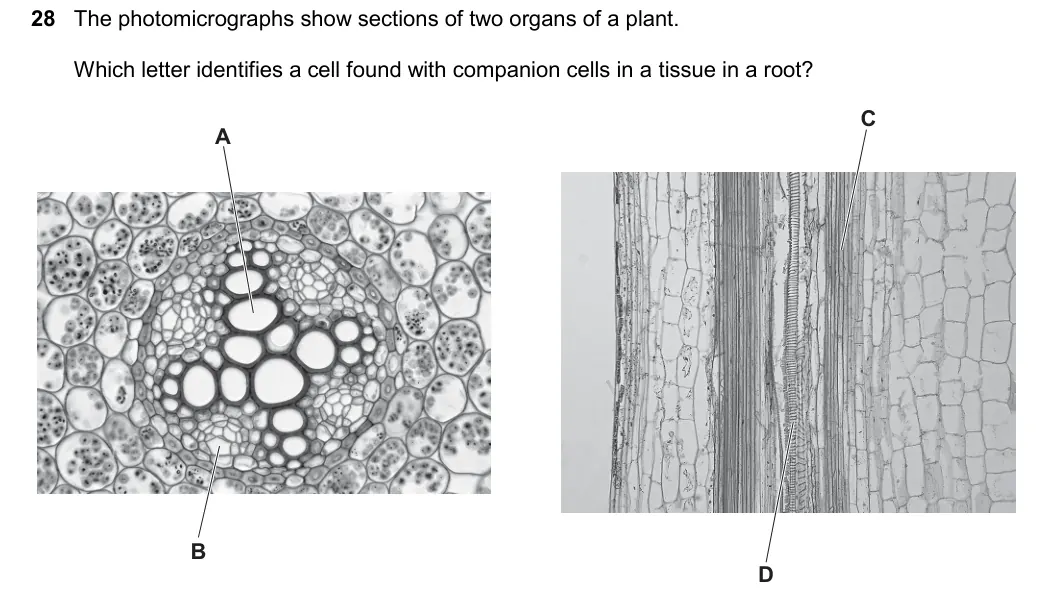 28 The photomicrographs show sections of two organs of a plant.
Which letter identifies a cell found with companion cells in a tissue in a root?
C
A
B
D